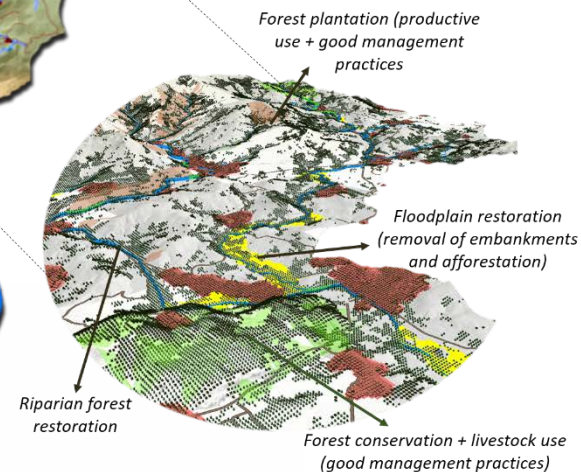 Forest plantation (productive
use + good management
practices
Floodplain restoration
(removal of embankments
and afforestation)
Riparian forest
restoration
Forest conservation + livestock use
(good management practices)